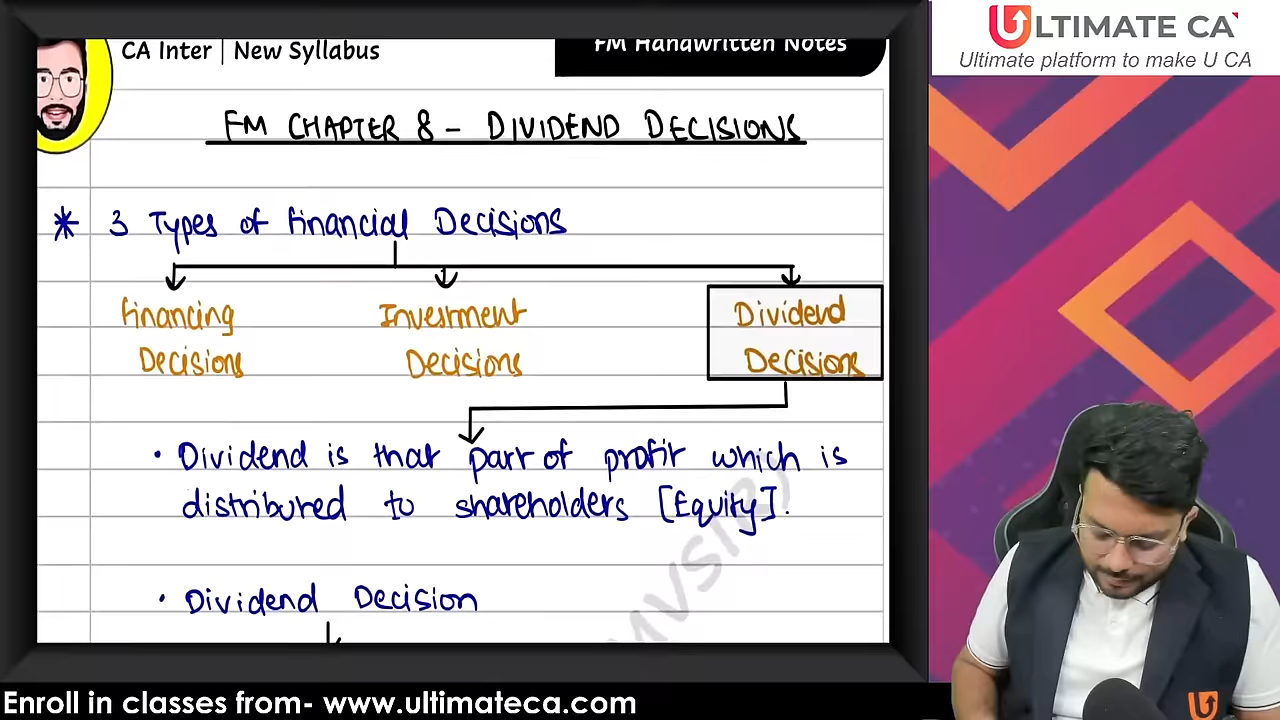 CA Inter | New Syllabus
FM Handwritten Notes
ULTIMATE CA
Ultimate platform to make U CA
FM CHAPTER 8 - DIVIDEND DECISIONS
* 3 Types of Financial Decisions
Financing Decisions
Investment Decisions
Dividend Decisions
• Dividend is that part of profit which is
distributed to shareholders [Equity].
• Dividend Decision
MVSIR
Enroll in classes from- www.ultimateca.com